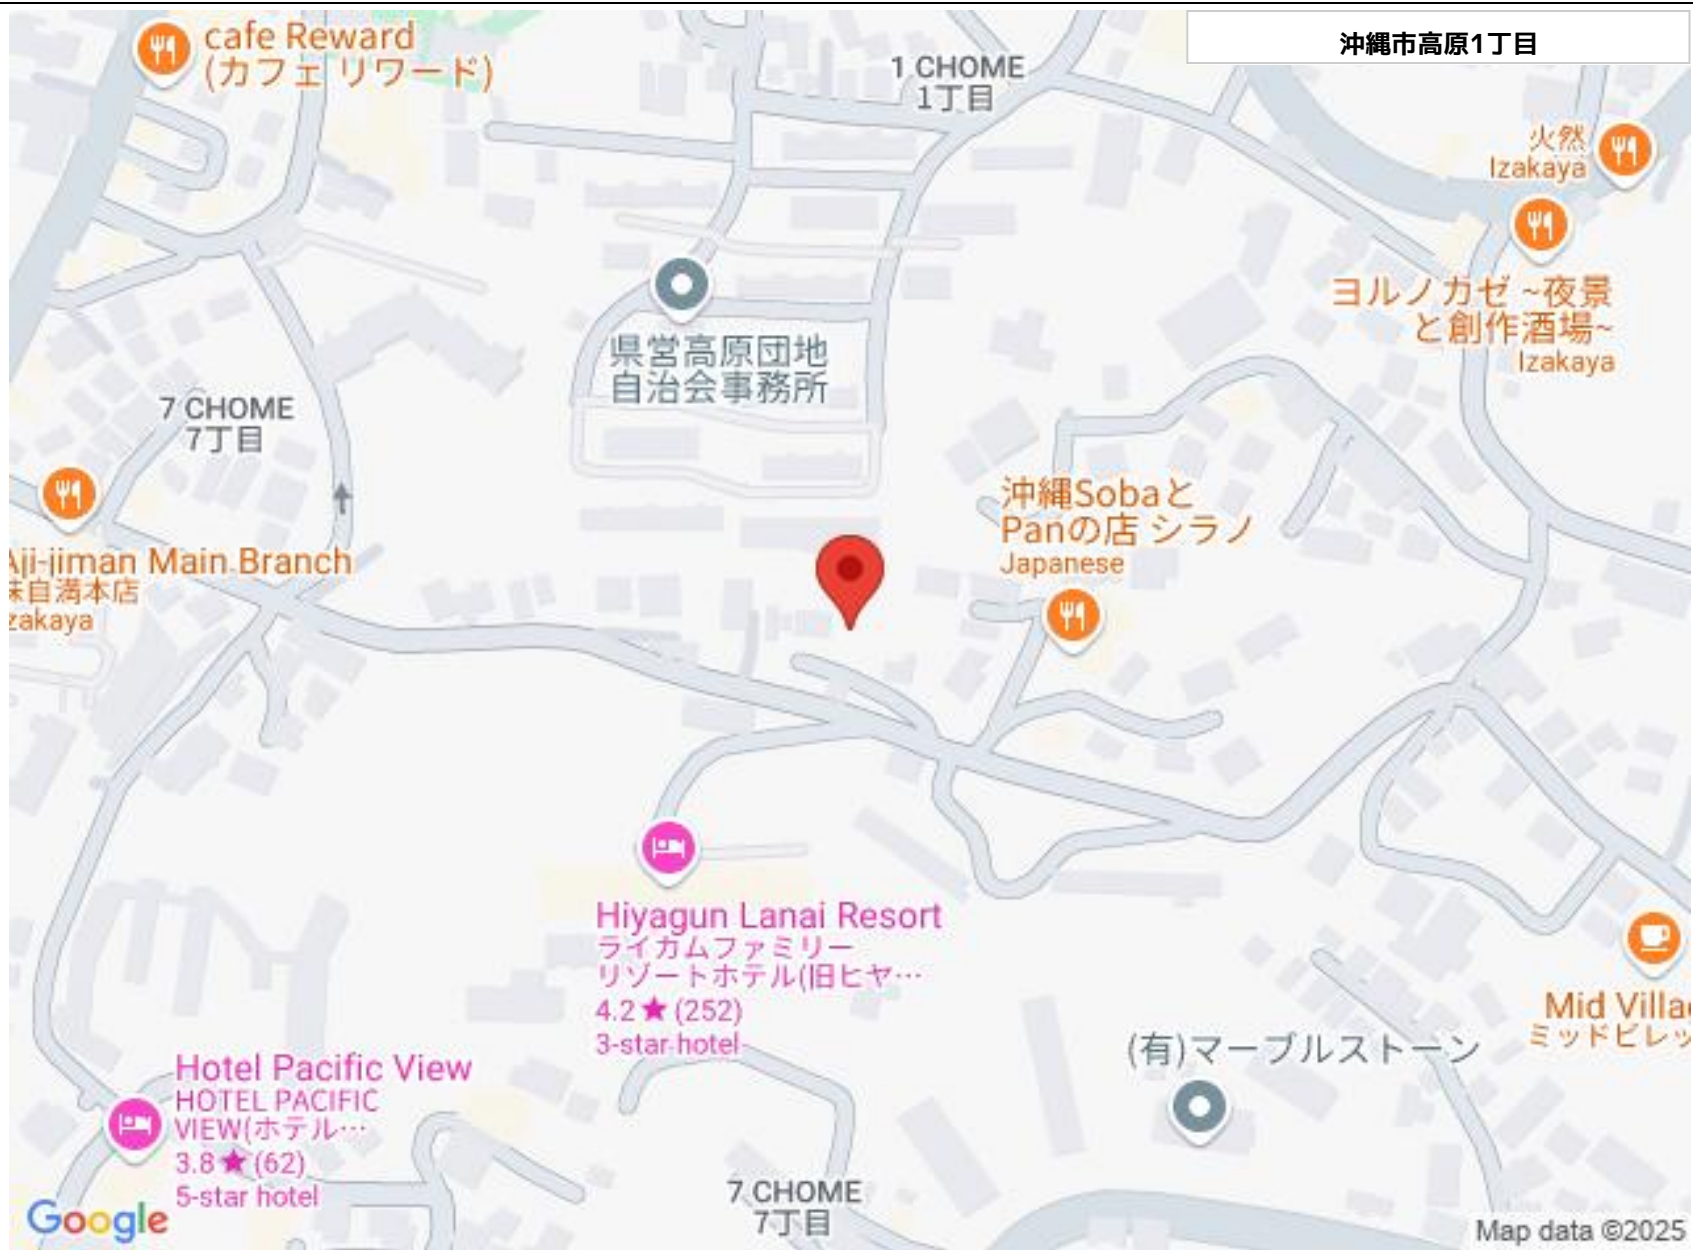 沖縄市高原1丁目
cafe Reward
(カフェ リワード)
1 CHOME
1丁目
火然
Izakaya
ヨルノカゼ ~夜景
と創作酒場~
Izakaya
県営高原団地
自治会事務所
7 CHOME
7丁目
沖縄Sobaと
Panの店 シラノ
Japanese
Aji-jiman Main Branch
味自満本店
zakaya
Hiyagun Lanai Resort
ライカムファミリー
リゾートホテル(旧ヒヤ…
4.2★(252)
3-star hotel
Mid Villa
ミッドビレッ
(有)マーブルストーン
Hotel Pacific View
HOTEL PACIFIC
VIEW(ホテル…
3.8★(62)
5-star hotel
7 CHOME
7丁目
Google
Map data ©2025